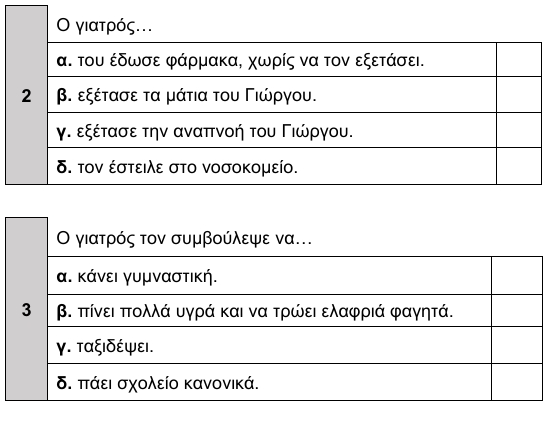 Ο γιατρός…
α. του έδωσε φάρμακα, χωρίς να τον εξετάσει.
2
β. εξέτασε τα μάτια του Γιώργου.
γ. εξέτασε την αναπνοή του Γιώργου.
δ. τον έστειλε στο νοσοκομείο.
Ο γιατρός τον συμβούλεψε να…
α. κάνει γυμναστική.
3
β. πίνει πολλά υγρά και να τρώει ελαφριά φαγητά.
γ. ταξιδέψει.
δ. πάει σχολείο κανονικά.